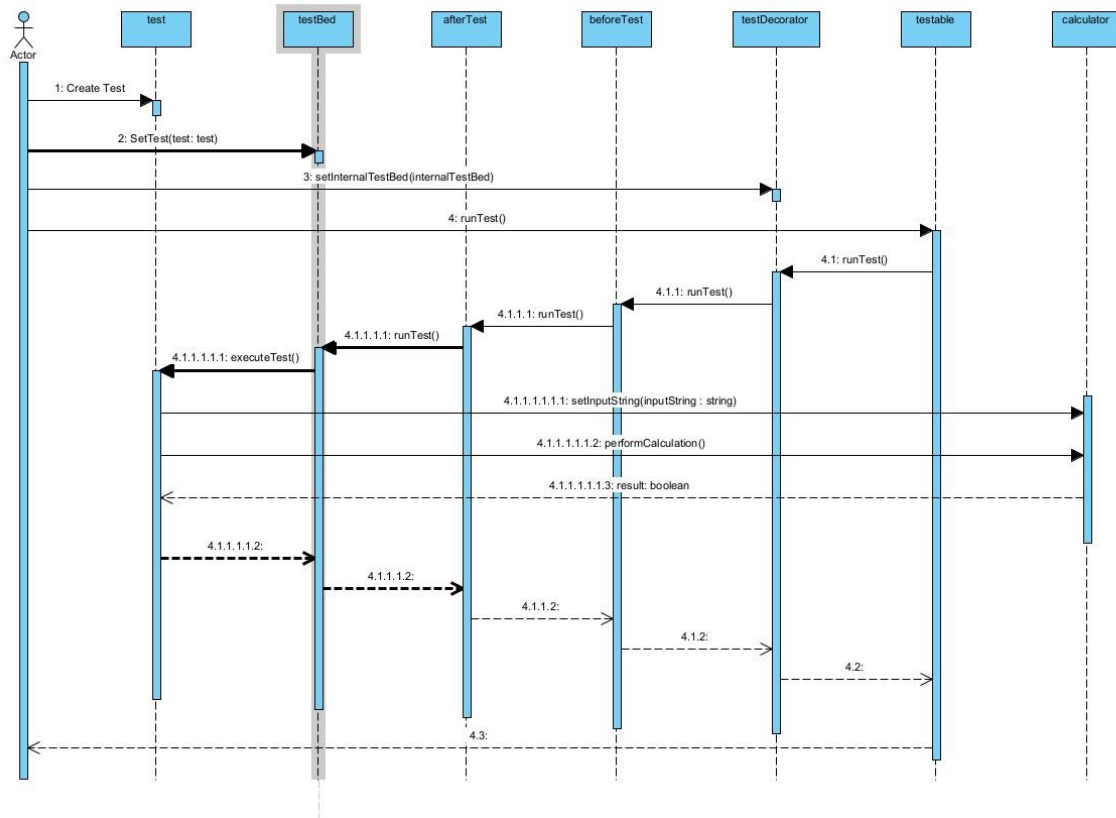 test
testBed
afterTest
beforeTest
testDecorator
testable
calculator
Actor
1: Create Test
2: SetTest(test: test)
3: setInternalTestBed(internalTestBed)
4: runTest()
4.1: runTest()
4.1.1: runTest()
4.1.1.1: runTest()
4.1.1.1.1: runTest()
4.1.1.1.1.1: executeTest()
4.1.1.1.1.1.1: setInputString(inputString : string)
4.1.1.1.1.1.2: performCalculation()
4.1.1.1.1.1.3: result: boolean
4.1.1.1.1.2:
4.1.1.1.2:
4.1.1.2:
4.1.2:
4.2:
4.3: